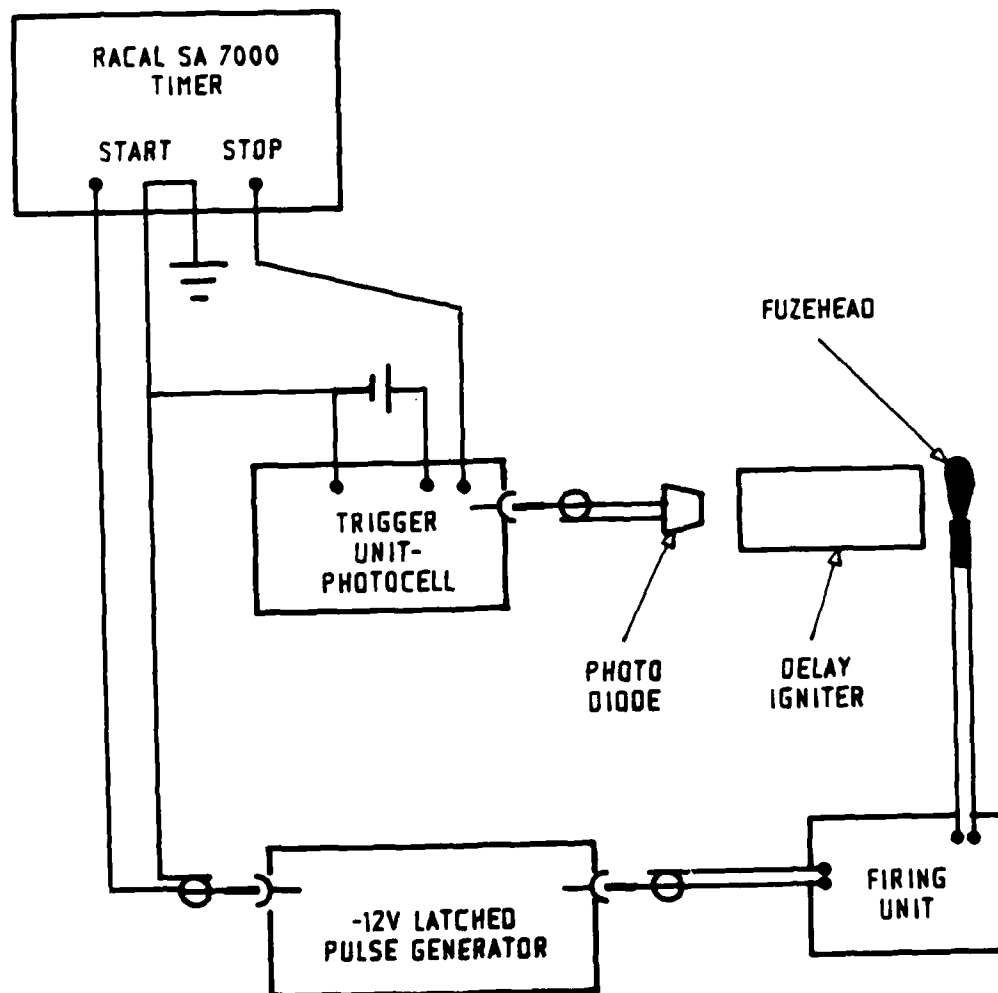 RACAL SA 7000
TIMER
START STOP
FUZEHEAD
TRIGGER
UNIT-
PHOTOCELL
PHOTO
DIODE
DELAY
IGNITER
-12V LATCHED
PULSE GENERATOR
FIRING
UNIT